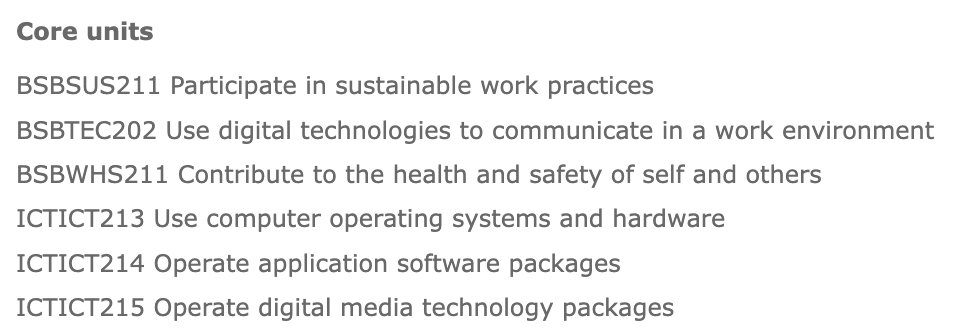 Core units
BSBSUS211 Participate in sustainable work practices
BSBTEC202 Use digital technologies to communicate in a work environment
BSBWHS211 Contribute to the health and safety of self and others
ICTICT213 Use computer operating systems and hardware
ICTICT214 Operate application software packages
ICTICT215 Operate digital media technology packages